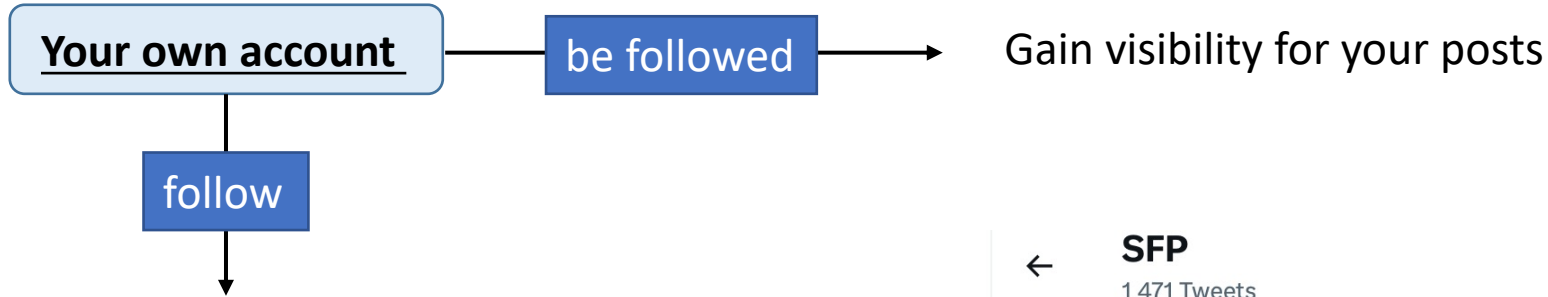 Your own account
be followed
Gain visibility for your posts
follow
SFP
1 471 Tweets